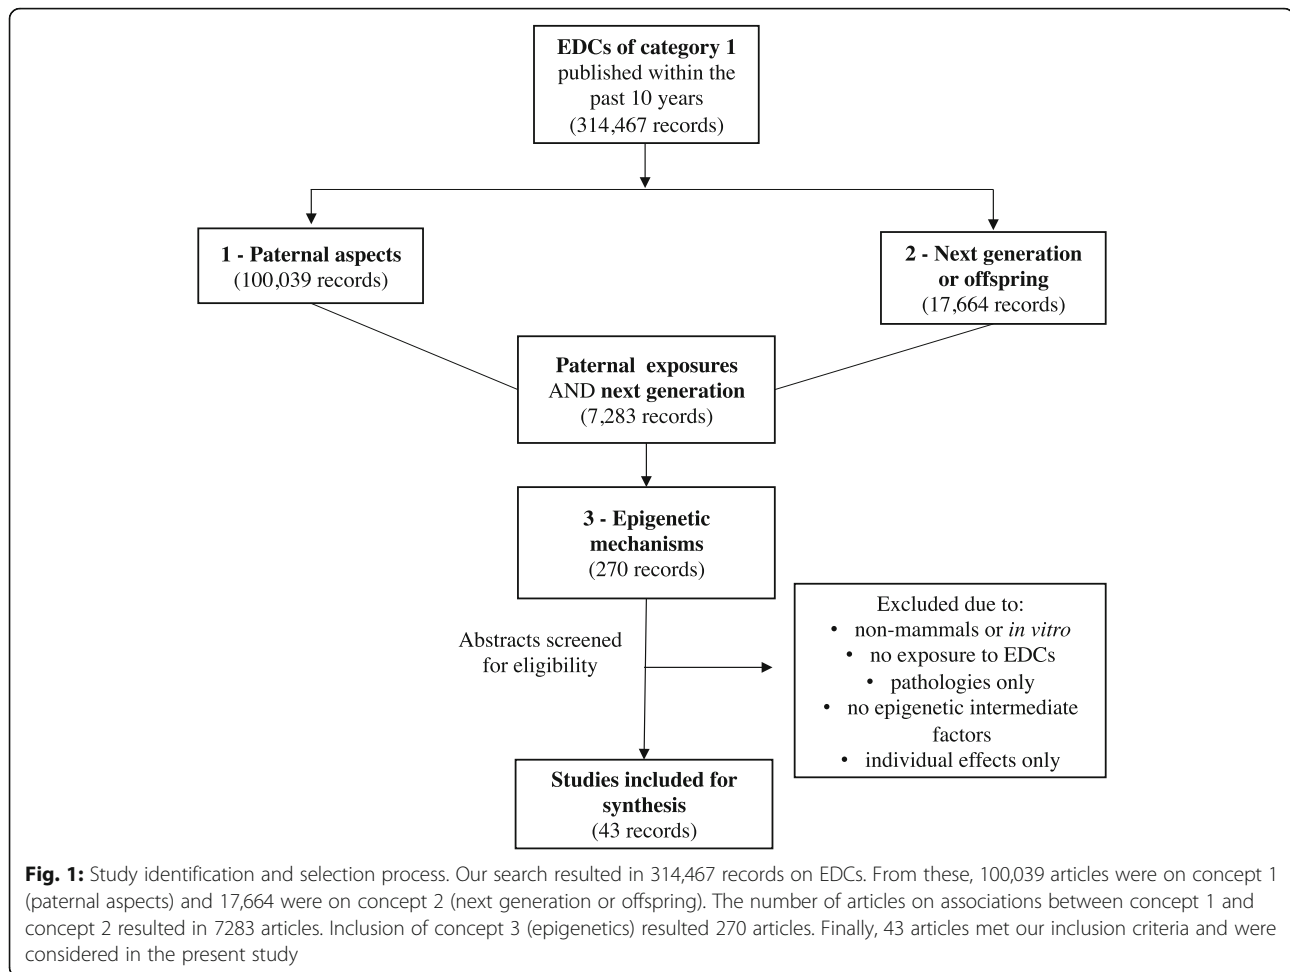 EDCs of category 1
published within the
past 10 years
(314,467 records)
1 - Paternal aspects
(100,039 records)
2 - Next generation
or offspring
(17,664 records)
Paternal exposures
AND next generation
(7,283 records)
3 - Epigenetic
mechanisms
(270 records)
Abstracts screened
for eligibility
Excluded due to:
• non-mammals or in vitro
• no exposure to EDCs
• pathologies only
• no epigenetic intermediate
factors
• individual effects only
Studies included for
synthesis
(43 records)
Fig. 1: Study identification and selection process. Our search resulted in 314,467 records on EDCs. From these, 100,039 articles were on concept 1
(paternal aspects) and 17,664 were on concept 2 (next generation or offspring). The number of articles on associations between concept 1 and
concept 2 resulted in 7283 articles. Inclusion of concept 3 (epigenetics) resulted 270 articles. Finally, 43 articles met our inclusion criteria and were
considered in the present study